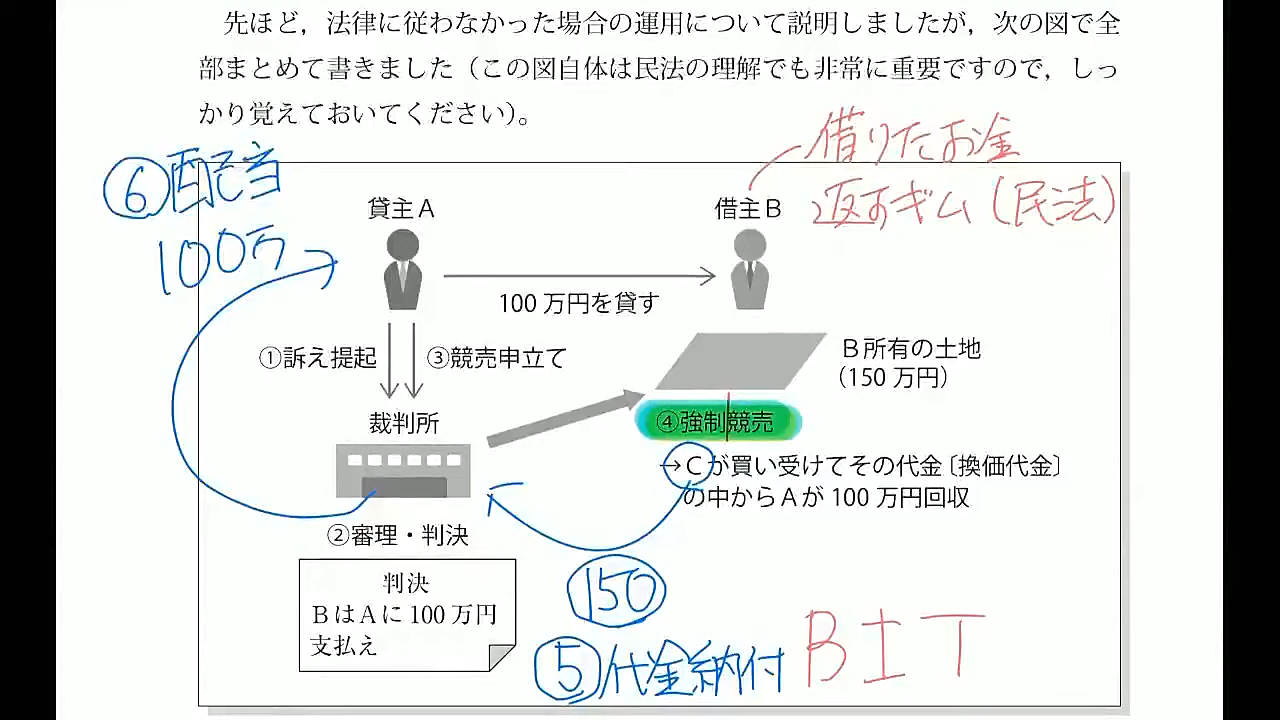 先ほど，法律に従わなかった場合の運用について説明しましたが，次の図で全
部まとめて書きました（この図自体は民法の理解でも非常に重要ですので，しっ
かり覚えておいてください）。
借りたお金
返すギム（民法）
⑥配当
100万
貸主A
借主B
100万円を貸す
①訴え提起
③競売申立て
B所有の土地
（150万円）
裁判所
④強制競売
→Cが買い受けてその代金〔換価代金〕
の中からAが100万円回収
②審理・判決
判決
BはAに100万円
支払え
150
⑤代金納付
BIT